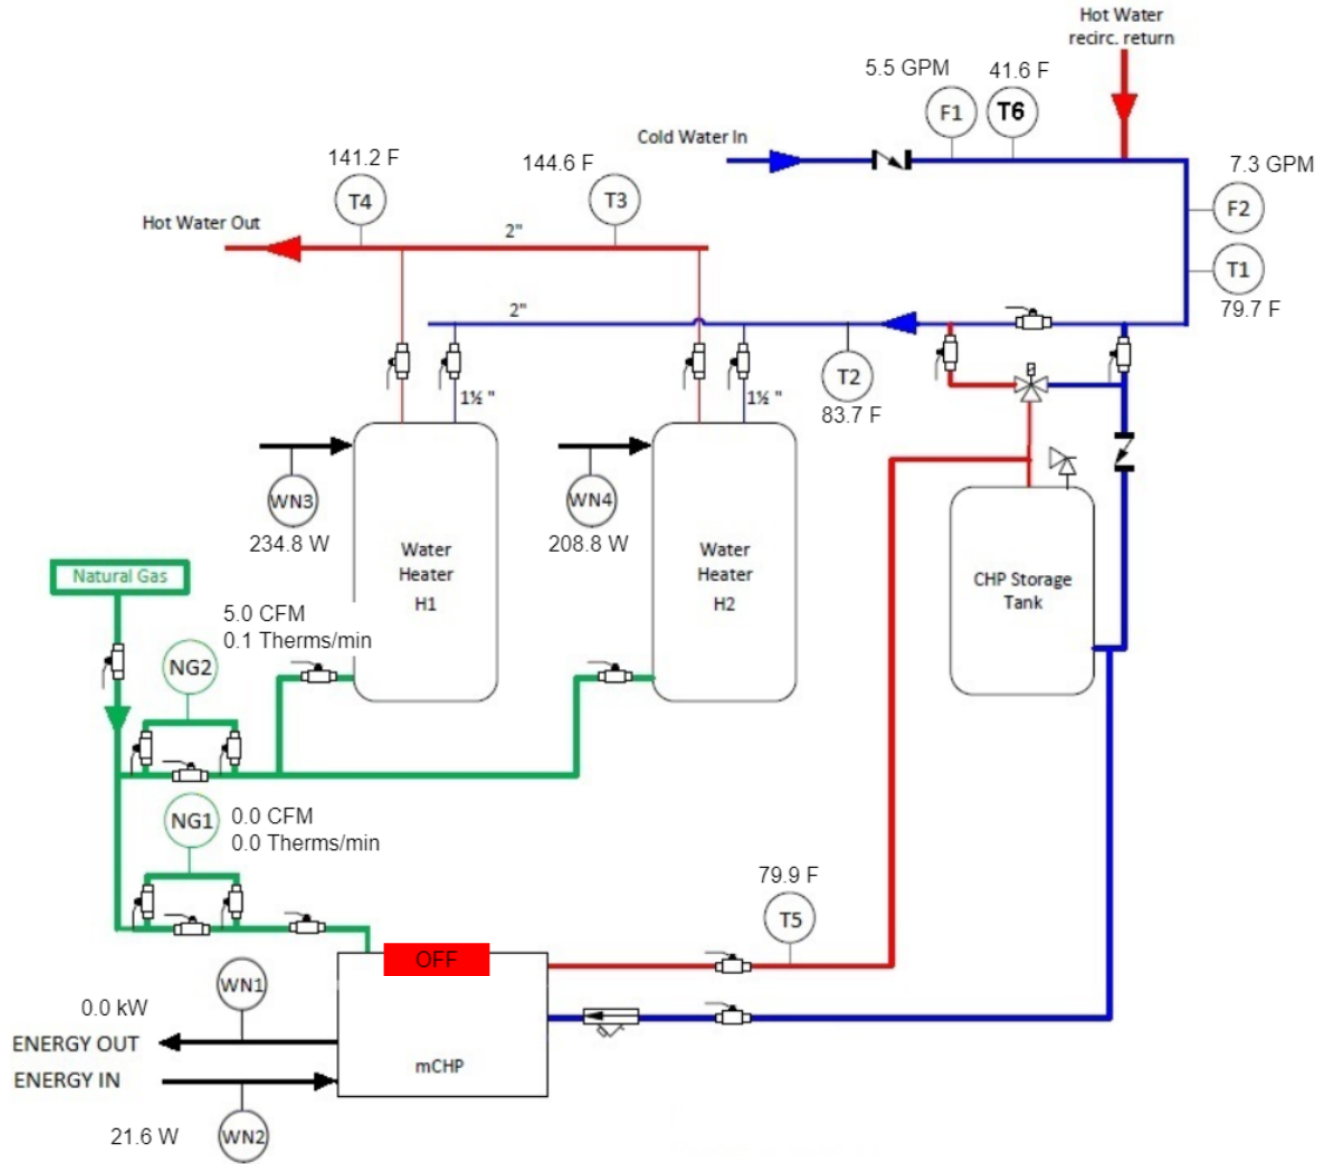 Hot Water
recirc. return
5.5 GPM
41.6 F
F1
T6
Cold Water In
141.2 F
144.6 F
7.3 GPM
T4
T3
F2
Hot Water Out
2"
T1
79.7 F
2"
T2
83.7 F
1½ "
1½ "
WN3
234.8 W
WN4
208.8 W
Water
Heater
H1
Water
Heater
H2
CHP Storage
Tank
Natural Gas
5.0 CFM
0.1 Therms/min
NG2
NG1
0.0 CFM
0.0 Therms/min
79.9 F
T5
OFF
WN1
0.0 kW
ENERGY OUT
ENERGY IN
mCHP
21.6 W
WN2